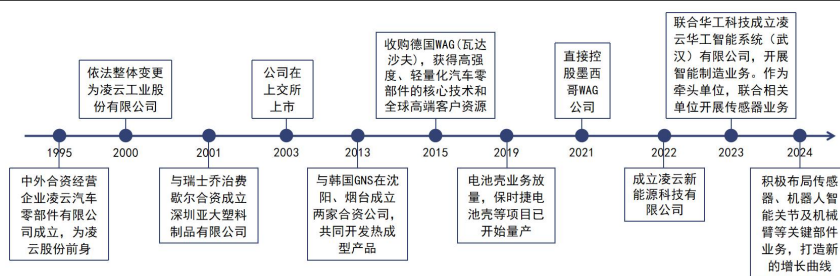 依法整体变更
为凌云工业股
份有限公司
公司在
上交所
上市
收购德国WAG(瓦达
沙夫)，获得高强
度、轻量化汽车零
部件的核心技术和
全球高端客户资源
直接控
股墨西
哥WAG
公司
联合华工科技成立凌
云华工智能系统（武
汉）有限公司，开展
智能制造业务。作为
牵头单位，联合相关
单位开展传感器业务
1995
2000
2001
2003
2013
2015
2019
2021
2022
2023
2024
中外合资经营
企业凌云汽车
零部件有限公
司成立，为凌
云股份前身
与瑞士乔治费
歇尔合资成立
深圳亚大塑料
制品有限公司
与韩国GNS在沈
阳、烟台成立
两家合资公司，
共同开发热成
型产品
电池壳业务放
量，保时捷电
池壳等项目已
开始量产
成立凌云新
能源科技有
限公司
积极布局传感
器、机器人智
能关节及机械
臂等关键部件
业务，打造新
的增长曲线